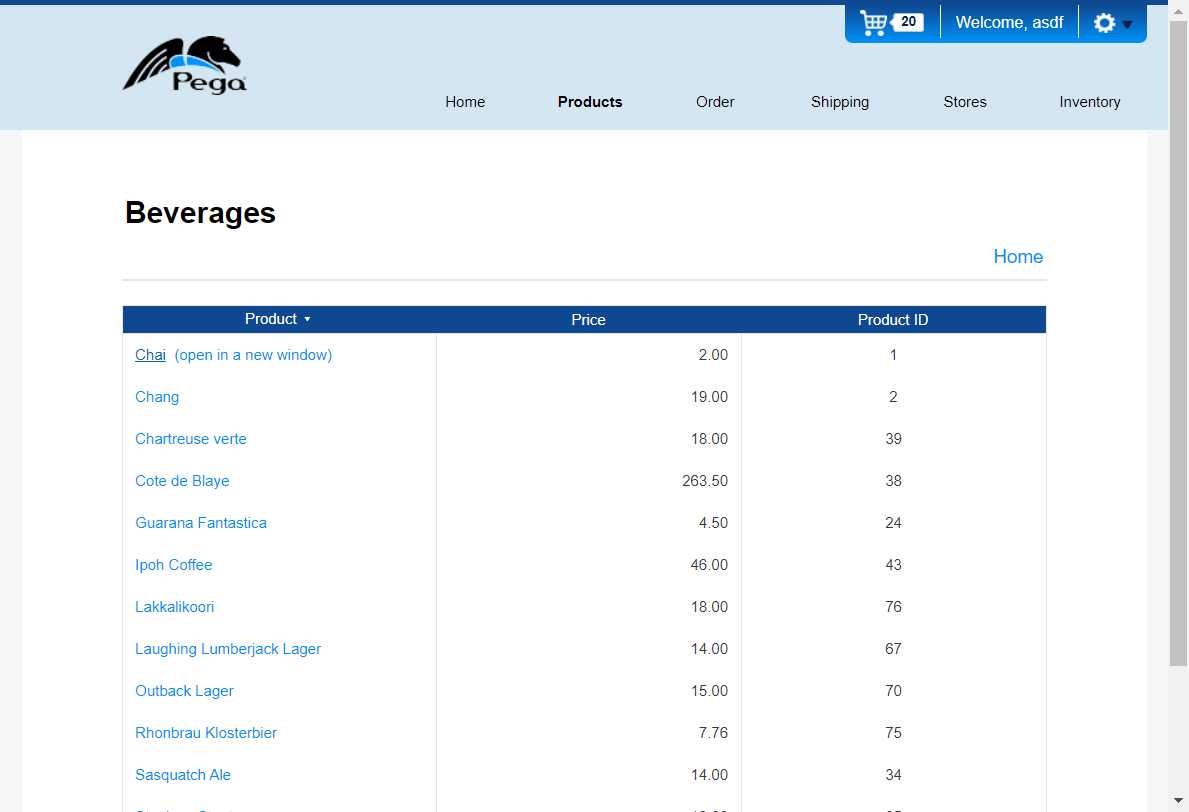 20 Welcome, asdf
Pega
Home Products Order Shipping Stores Inventory
Beverages
Home
Product Price Product ID
Chai (open in a new window) 2.00 1
Chang 19.00 2
Chartreuse verte 18.00 39
Cote de Blaye 263.50 38
Guarana Fantastica 4.50 24
Ipoh Coffee 46.00 43
Lakkalikoori 18.00 76
Laughing Lumberjack Lager 14.00 67
Outback Lager 15.00 70
Rhonbrau Klosterbier 7.76 75
Sasquatch Ale 14.00 34